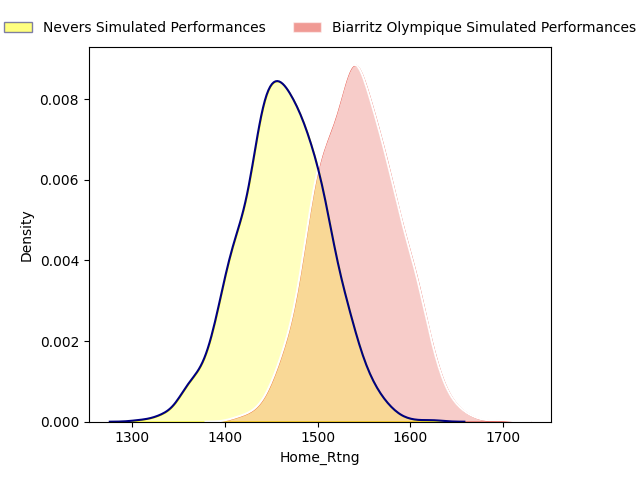 Nevers Simulated Performances Biarritz Olympique Simulated Performances
0.008
0.006
0.004
0.002
0.000
Density
1300 1400 1500 1600 1700
Home_Rtng